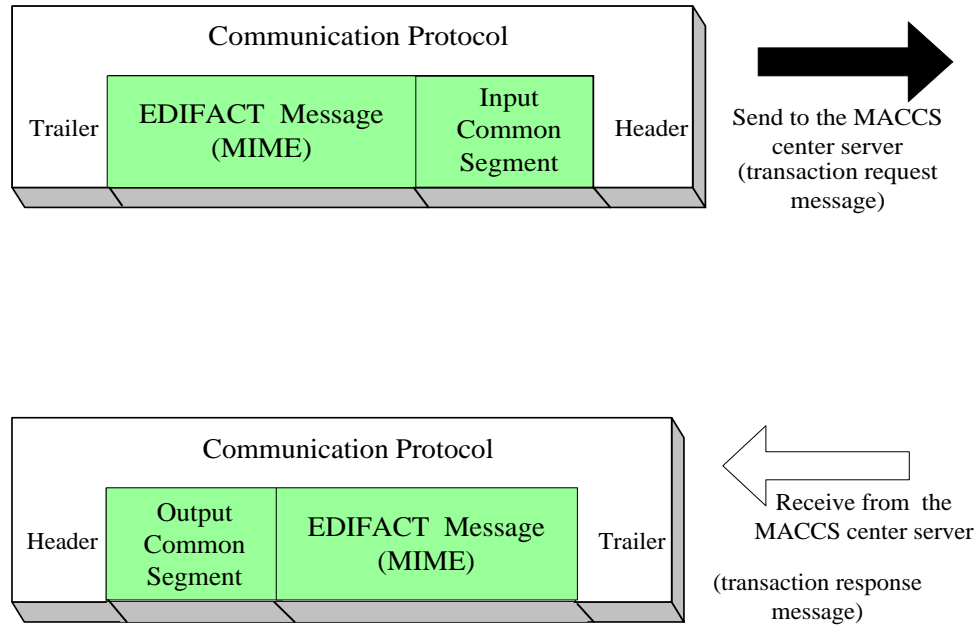 Communication Protocol
Trailer
EDIFACT Message
(MIME)
Input
Common
Segment
Header
Send to the MACCS
center server
(transaction request
message)
Communication Protocol
Header
Output
Common
Segment
EDIFACT Message
(MIME)
Trailer
Receive from the
MACCS center server
(transaction response
message)